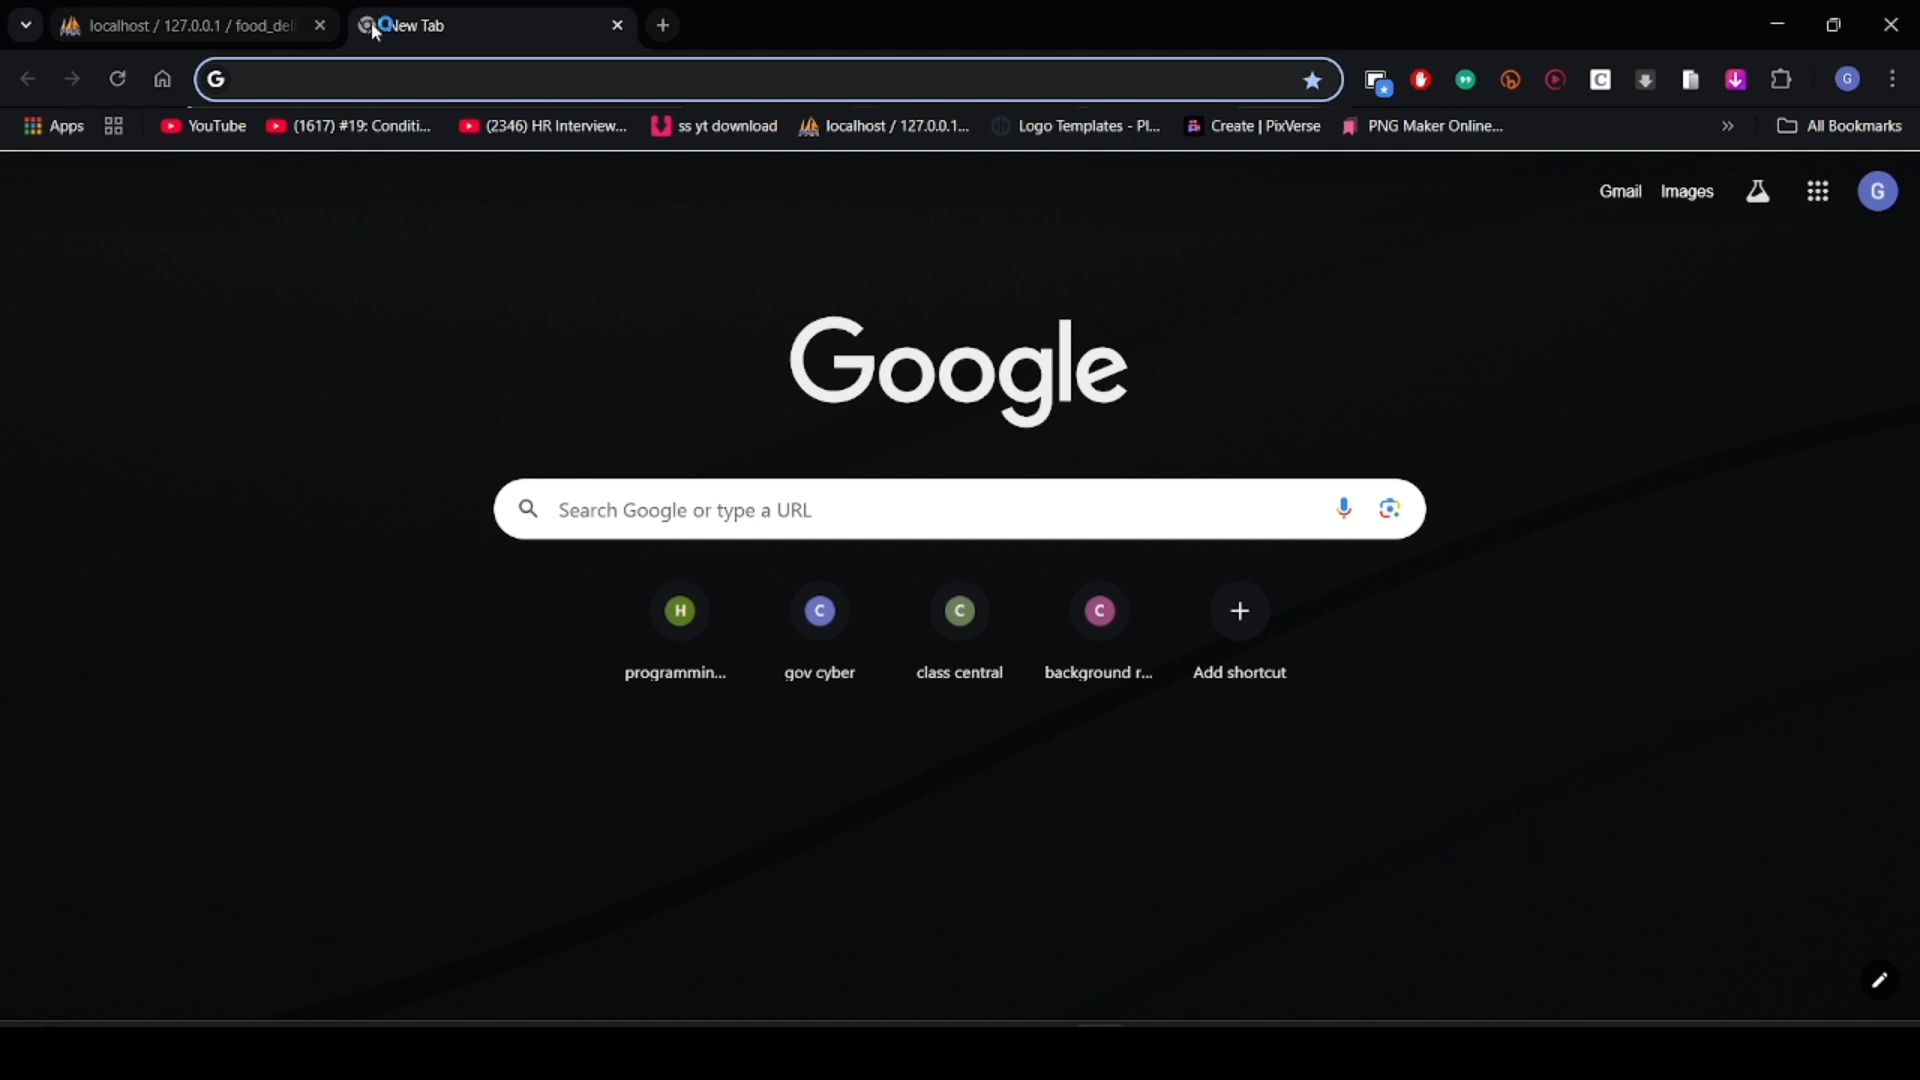 localhost / 127.0.0.1 / food_deli
New Tab
G
Apps
YouTube
(1617) #19: Conditi...
(2346) HR Interview...
ss yt download
localhost / 127.0.0.1...
Logo Templates - Pl...
Create | PixVerse
PNG Maker Online...
All Bookmarks
Gmail
Images
G
Google
Search Google or type a URL
H
C
C
C
programmin...
gov cyber
class central
background r...
Add shortcut